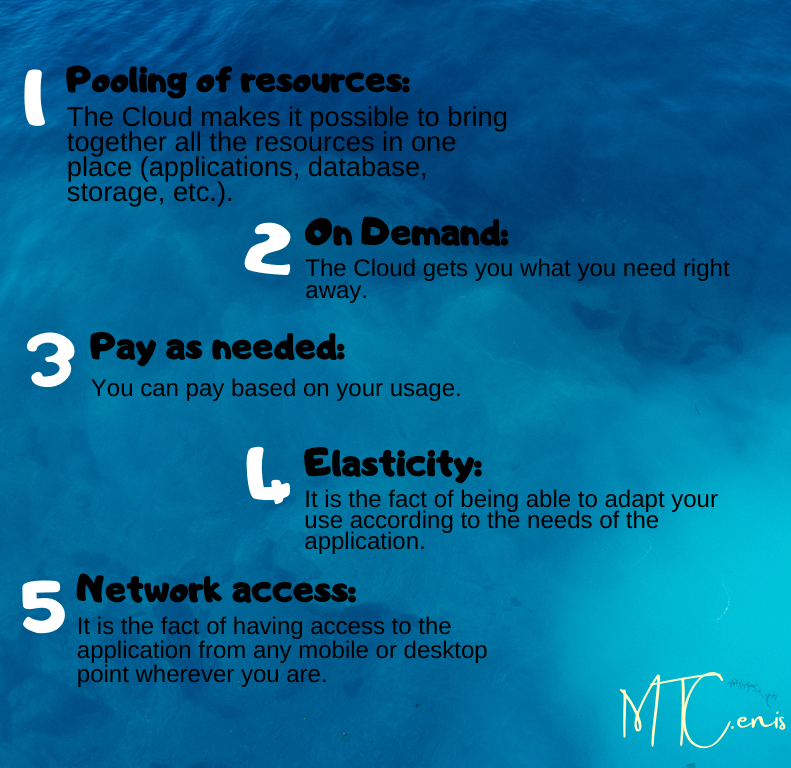 1
Pooling of resources:
The Cloud makes it possible to bring
together all the resources in one
place (applications, database,
storage, etc.).
2
On Demand:
The Cloud gets you what you need right
away.
3
Pay as needed:
You can pay based on your usage.
4
Elasticity:
It is the fact of being able to adapt your
use according to the needs of the
application.
5
Network access:
It is the fact of having access to the
application from any mobile or desktop
point wherever you are.
MTC.enis